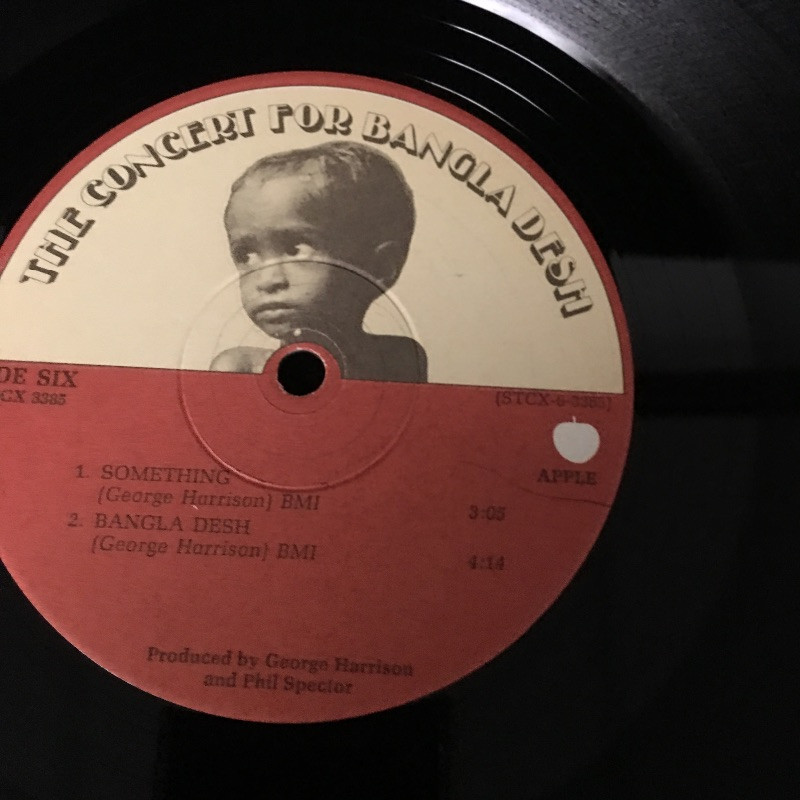 THE CONCERT FOR BANGLA DESH
DE SIX
CX 3385
(STCX-6-3385)
APPLE
1. SOMETHING
(George Harrison) BMI
3:05
2. BANGLA DESH
(George Harrison) BMI
4:14
Produced by George Harrison
and Phil Spector